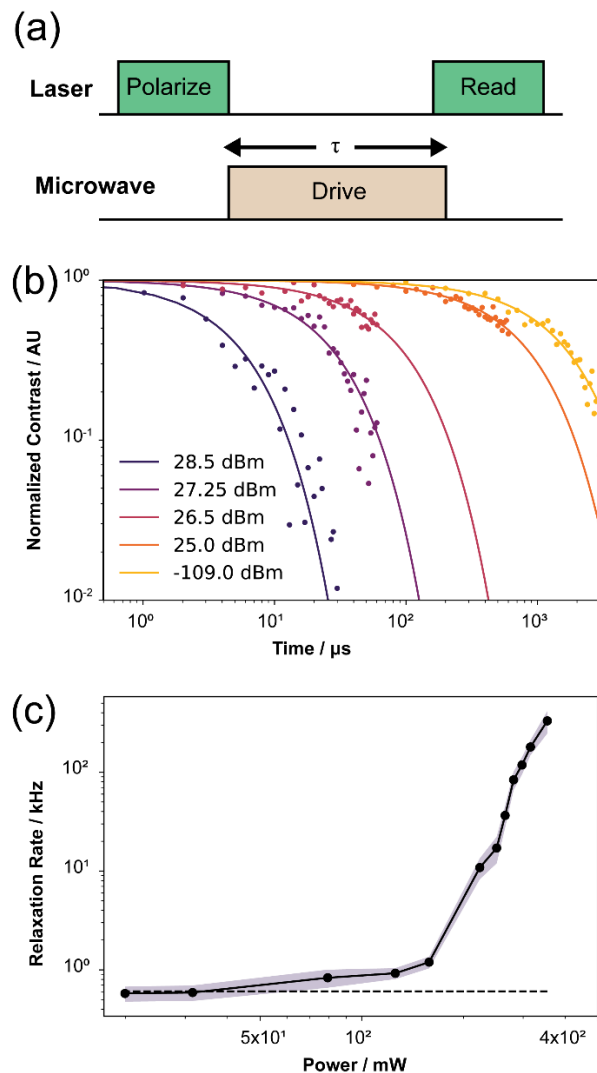 (a)
Laser
Polarize
Read
τ
Microwave
Drive
(b)
Normalized Contrast / AU
10⁰
10⁻¹
10⁻²
28.5 dBm
27.25 dBm
26.5 dBm
25.0 dBm
-109.0 dBm
10⁰ 10¹ 10² 10³
Time / μs
(c)
Relaxation Rate / kHz
10²
10¹
10⁰
5x10¹ 10² 4x10²
Power / mW